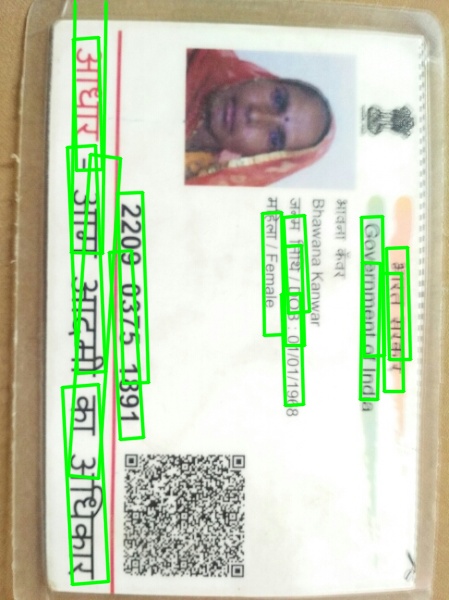 भारत सरकार
Government of India
भावना कँवर
Bhawana Kanwar
जन्म तिथि / DOB : 01/01/1968
महिला / Female
2209 0375 1891
आधार - आम आदमी का अधिकार